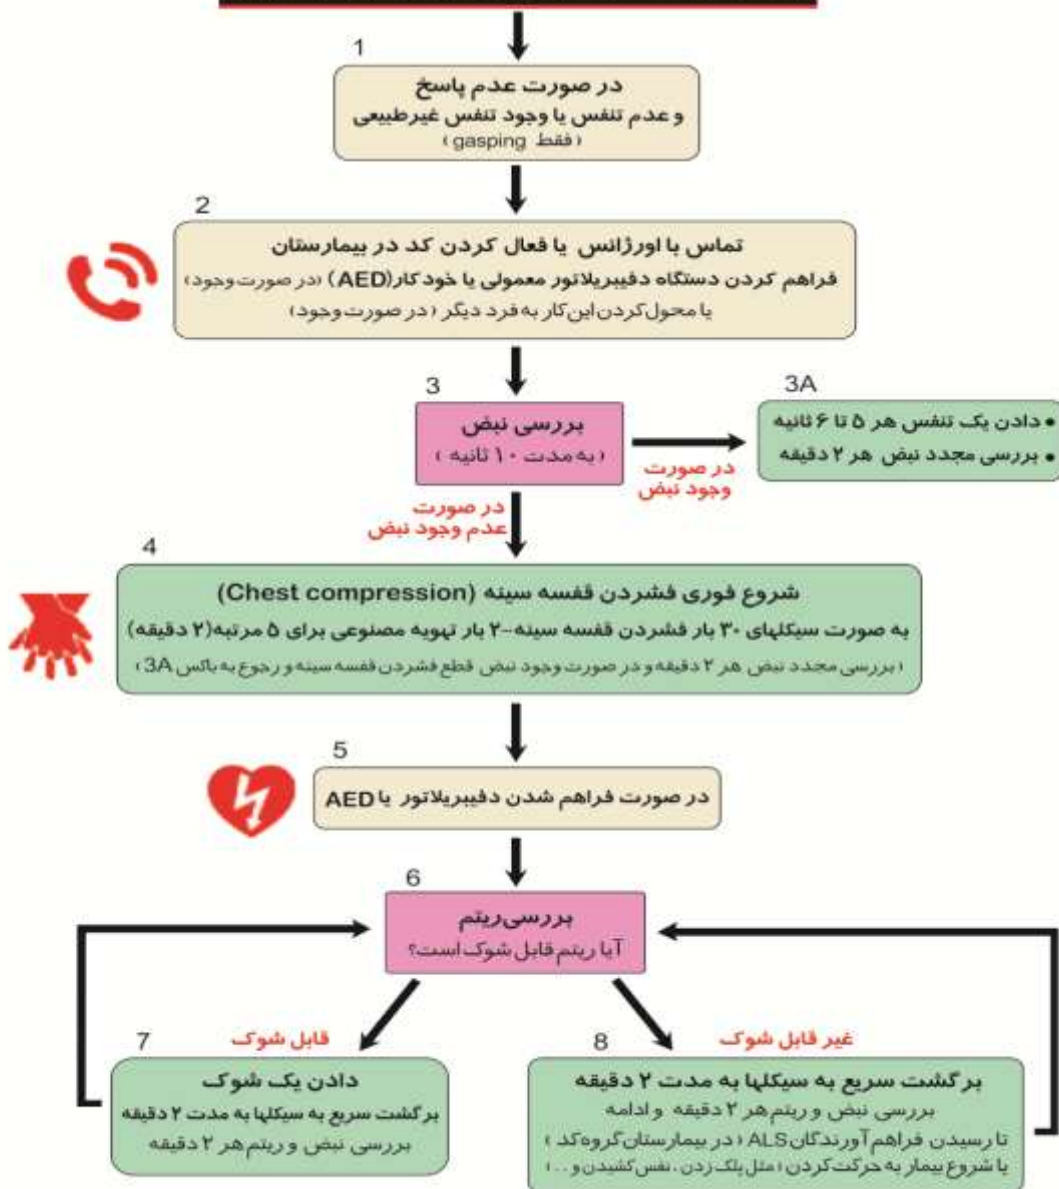 1
در صورت عدم پاسخ
و عدم تنفس یا وجود تنفس غیرطبیعی
(فقط gasping)
2
تماس با اورژانس یا فعال کردن کد در بیمارستان
فراهم کردن دستگاه دفیبریلاتور معمولی یا خودکار(AED) (در صورت وجود)
یا محول کردن این کار به فرد دیگر (در صورت وجود)
3
بررسی نبض
(به مدت ۱۰ ثانیه)
در صورت
وجود نبض
3A
• دادن یک تنفس هر ۵ تا ۶ ثانیه
• بررسی مجدد نبض هر ۲ دقیقه
در صورت
عدم وجود نبض
4
شروع فوری فشردن قفسه سینه (Chest compression)
به صورت سیکلهای ۳۰ بار فشردن قفسه سینه-۲ بار تهویه مصنوعی برای ۵ مرتبه(۲ دقیقه)
(بررسی مجدد نبض هر ۲ دقیقه و در صورت وجود نبض قطع فشردن قفسه سینه و رجوع به باکس 3A)
5
در صورت فراهم شدن دفیبریلاتور یا AED
6
بررسی ریتم
آیا ریتم قابل شوک است؟
قابل شوک
7
دادن یک شوک
برگشت سریع به سیکلها به مدت ۲ دقیقه
بررسی نبض و ریتم هر ۲ دقیقه
غیر قابل شوک
8
برگشت سریع به سیکلها به مدت ۲ دقیقه
بررسی نبض و ریتم هر ۲ دقیقه و ادامه
تا رسیدن فراهم آورندگان ALS (در بیمارستان گروه کد)
یا شروع بیمار به حرکت کردن (مثل پلک زدن، نفس کشیدن و ..)